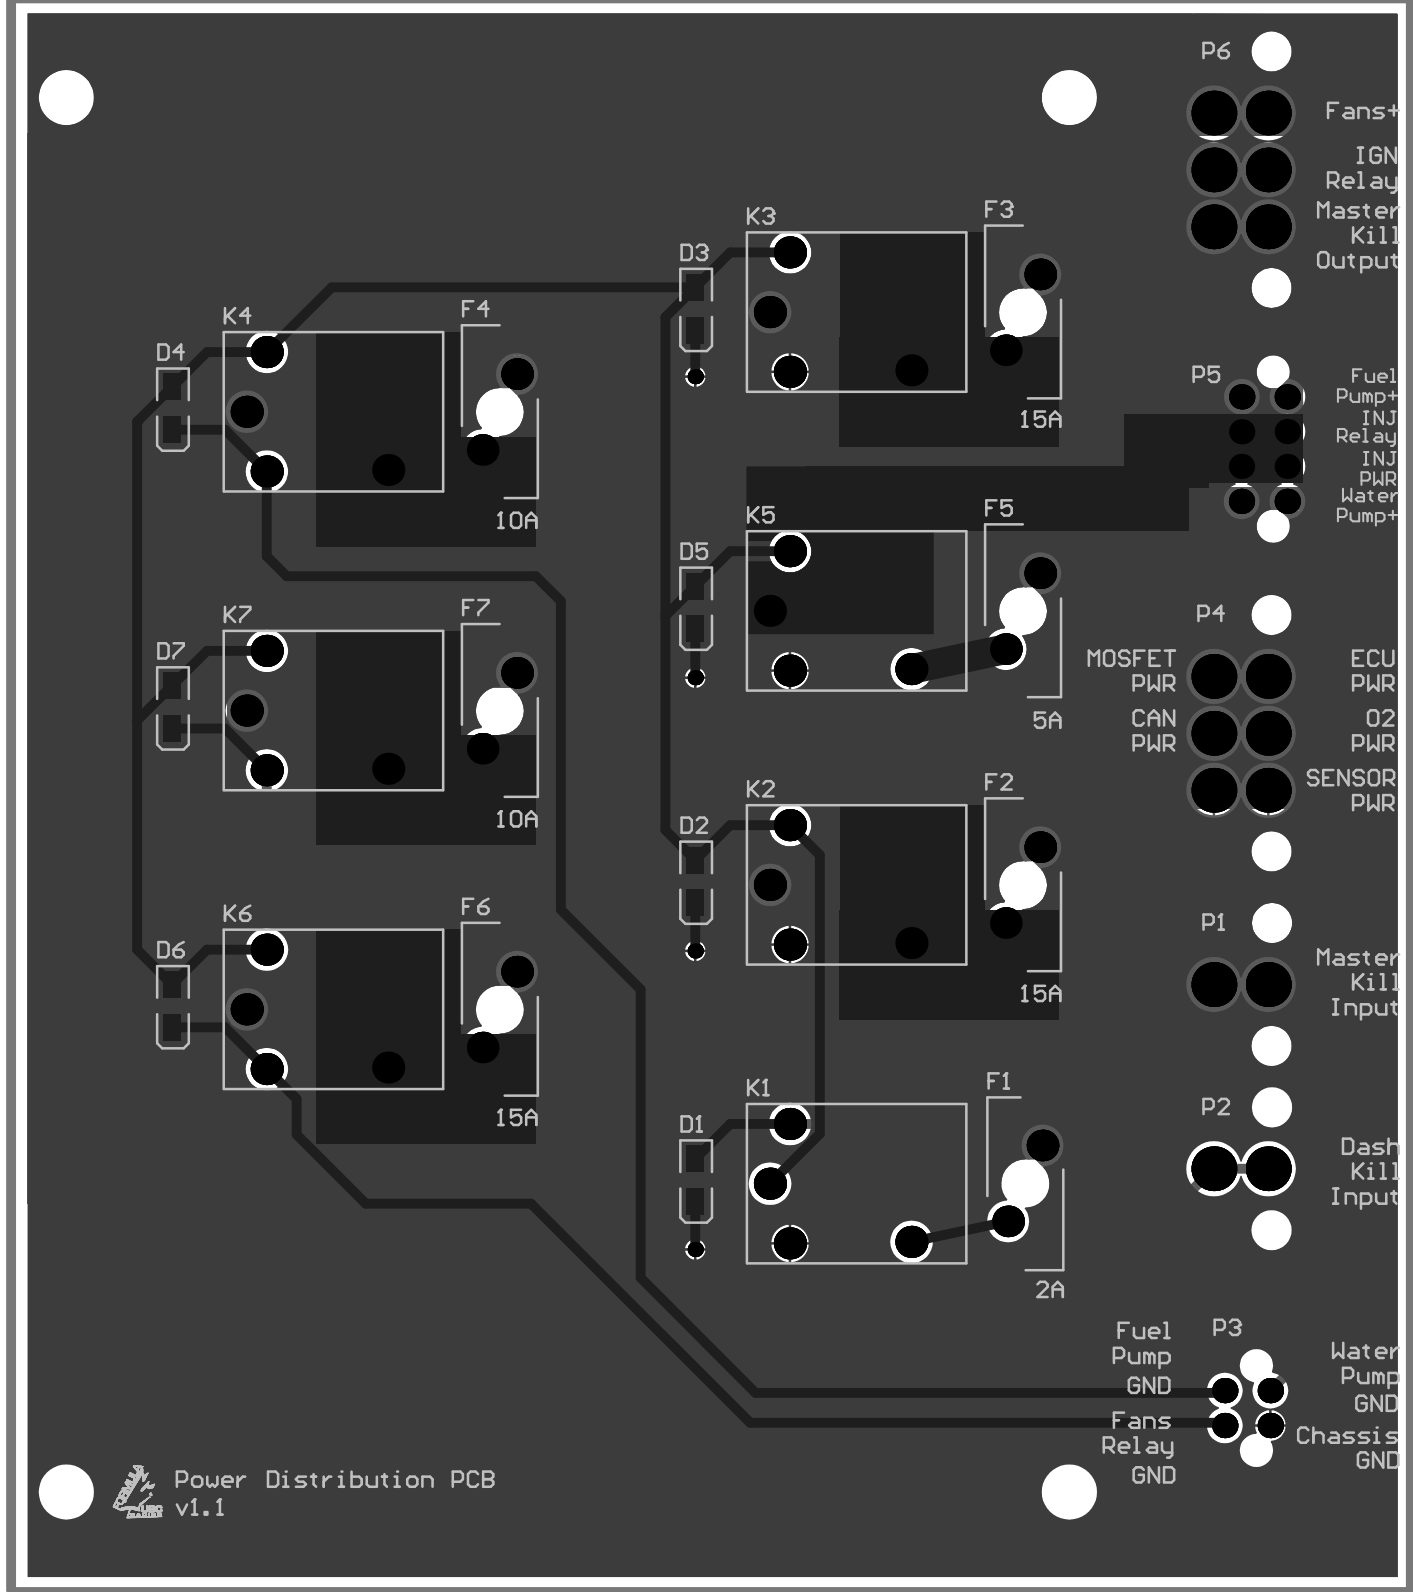 P6
Fans+
IGN
Relay
Master
Kill
Output
K3
F3
D3
15A
K4
F4
D4
10A
P5
Fuel
Pump+
INJ
Relay
INJ
PWR
Water
Pump+
K5
F5
D5
5A
K7
F7
D7
10A
P4
MOSFET
PWR
ECU
PWR
CAN
PWR
O2
PWR
SENSOR
PWR
K2
F2
D2
15A
K6
F6
D6
15A
P1
Master
Kill
Input
K1
F1
D1
2A
P2
Dash
Kill
Input
P3
Fuel
Pump
GND
Water
Pump
GND
Fans
Relay
GND
Chassis
GND
Power Distribution PCB
v1.1